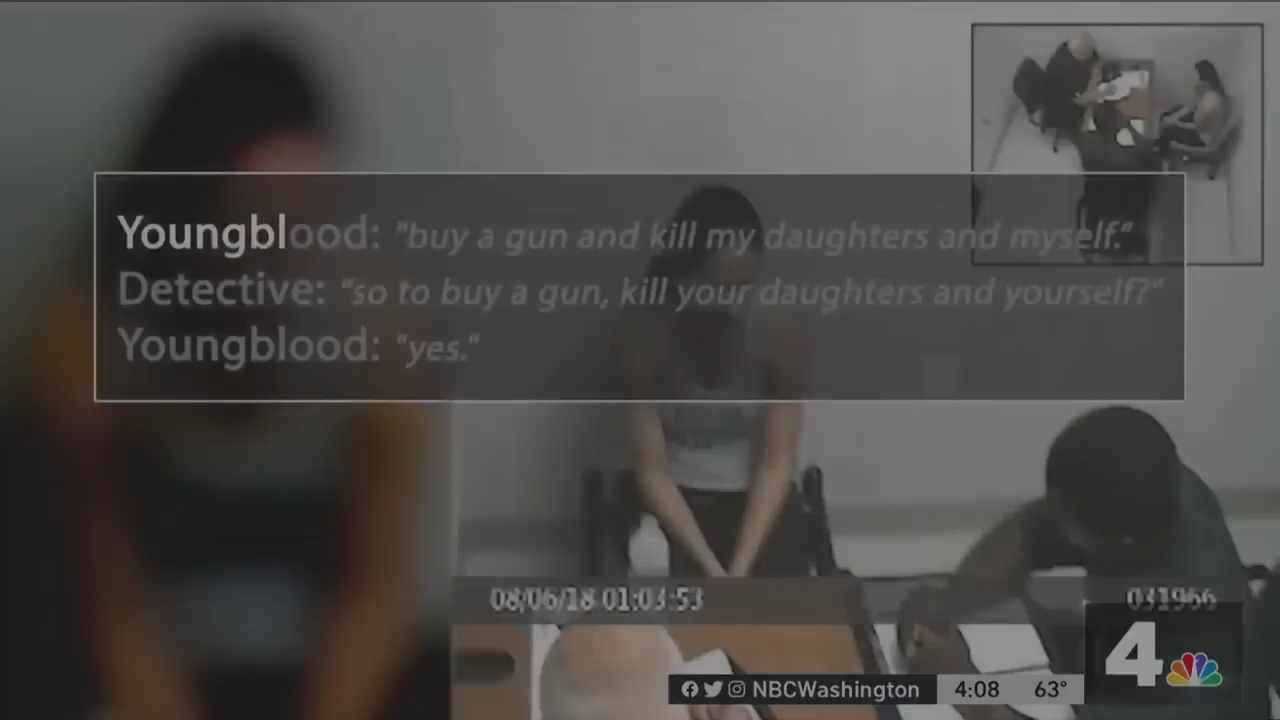 Youngblood: "buy a gun and kill my daughters and myself."
Detective: "so to buy a gun, kill your daughters and yourself?"
Youngblood: "yes."
08/06/18 01:03:53
031966
4
NBCWashington
4:08 63°